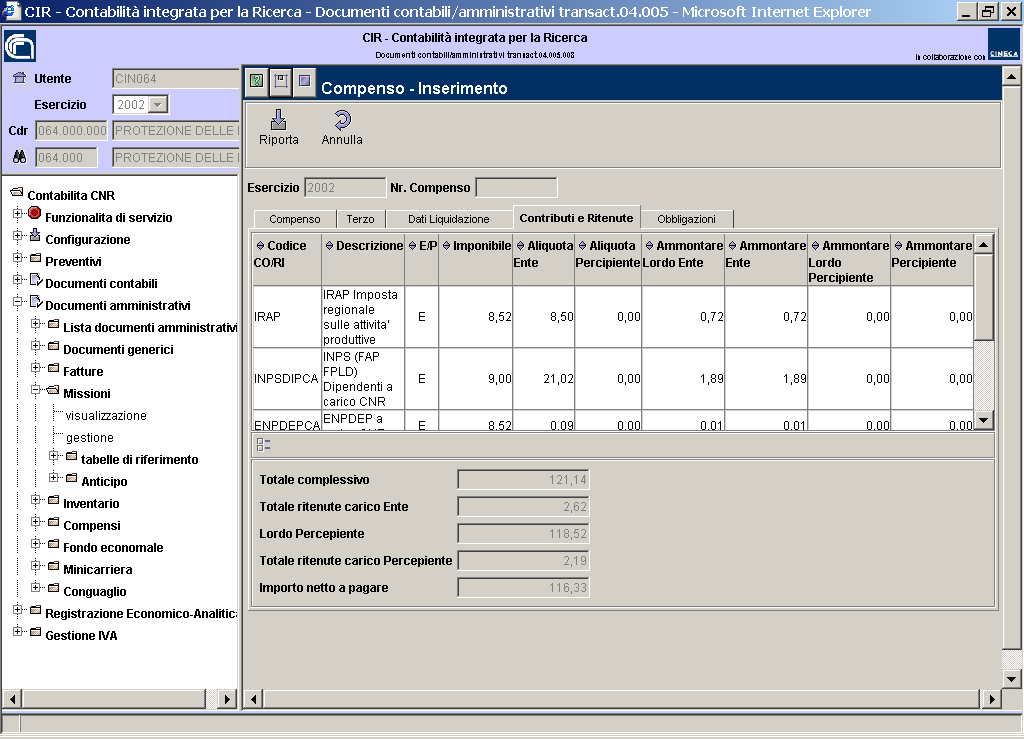 CIR - Contabilità integrata per la Ricerca - Documenti contabili/amministrativi transact.04.005 - Microsoft Internet Explorer
CIR - Contabilità integrata per la Ricerca
Documenti contabili/amministrativi transact.04.005.008
In collaborazione con CINECA
Utente CIN064
Esercizio 2002
Cdr 064.000.000 PROTEZIONE DELLE
064.000 PROTEZIONE DELLE
Contabilita CNR
Funzionalita di servizio
Configurazione
Preventivi
Documenti contabili
Documenti amministrativi
Lista documenti amministrativi
Documenti generici
Fatture
Missioni
visualizzazione
gestione
tabelle di riferimento
Anticipo
Inventario
Compensi
Fondo economale
Minicarriera
Conguaglio
Registrazione Economico-Analitica
Gestione IVA
Compenso - Inserimento
Riporta Annulla
Esercizio 2002 Nr. Compenso
Compenso Terzo Dati Liquidazione Contributi e Ritenute Obbligazioni
Codice CO/RI Descrizione E/P Imponibile Aliquota Ente Aliquota Percipiente Ammontare Lordo Ente Ammontare Ente Ammontare Lordo Percipiente Ammontare Percipiente
IRAP IRAP Imposta regionale sulle attivita' produttive E 8,52 8,50 0,00 0,72 0,72 0,00 0,00
INPSDIPCA INPS (FAP FPLD) Dipendenti a carico CNR E 9,00 21,02 0,00 1,89 1,89 0,00 0,00
ENPDEPCA ENPDEP a E 8,52 0,09 0,00 0,01 0,01 0,00 0,00
Totale complessivo 121,14
Totale ritenute carico Ente 2,62
Lordo Percepiente 118,52
Totale ritenute carico Percepiente 2,19
Importo netto a pagare 116,33